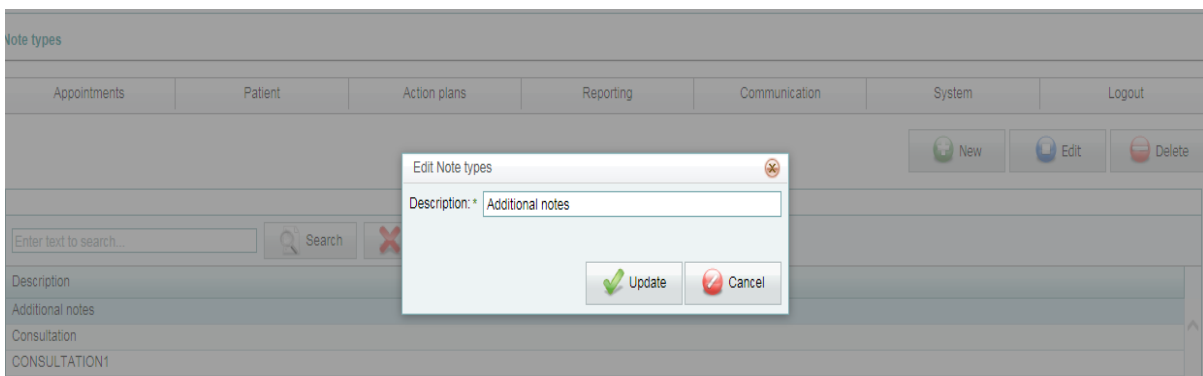 Note types
Appointments Patient Action plans Reporting Communication System Logout
New Edit Delete
Edit Note types
Description: * Additional notes
Enter text to search... Search
Update Cancel
Description
Additional notes
Consultation
CONSULTATION1